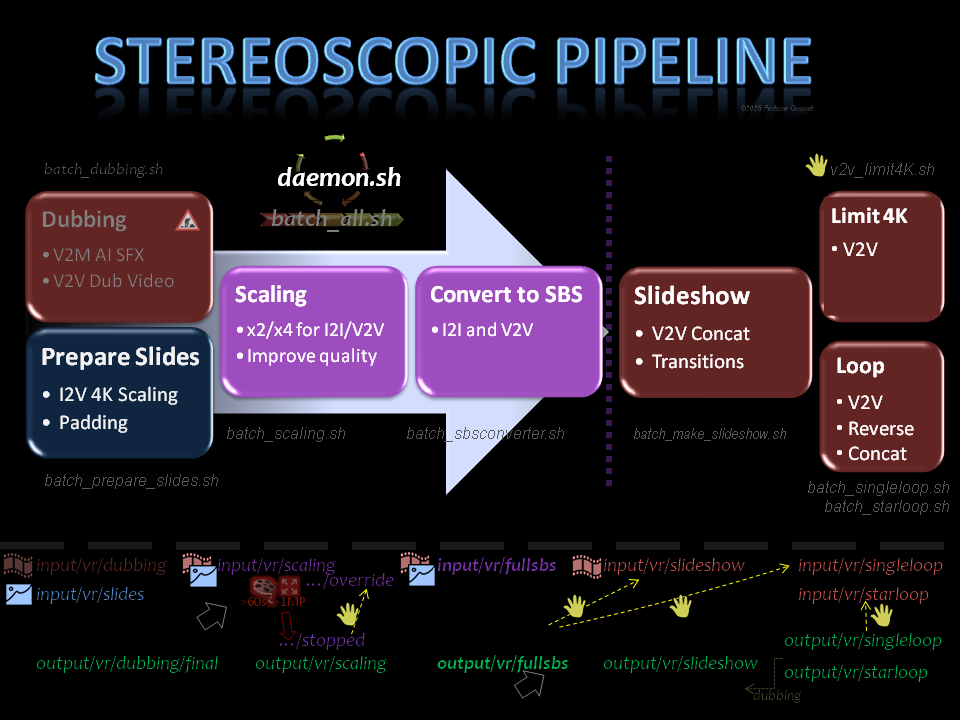 STEREOSCOPIC PIPELINE
batch_dubbing.sh
daemon.sh
batch_all.sh
v2v_limit4K.sh
Dubbing
• V2M AI SFX
• V2V Dub Video
Prepare Slides
• I2V 4K Scaling
• Padding
batch_prepare_slides.sh
Scaling
• x2/x4 for I2I/V2V
• Improve quality
batch_scaling.sh
Convert to SBS
• I2I and V2V
batch_sbsconverter.sh
Slideshow
• V2V Concat
• Transitions
batch_make_slideshow.sh
Limit 4K
• V2V
Loop
• V2V
• Reverse
• Concat
batch_singleloop.sh
batch_starloop.sh
input/vr/dubbing
input/vr/slides
input/vr/scaling
.../override
>60s
1MP
.../stopped
input/vr/fullsbs
input/vr/slideshow
input/vr/singleloop
input/vr/starloop
output/vr/dubbing/final
output/vr/scaling
output/vr/fullsbs
output/vr/slideshow
output/vr/singleloop
output/vr/starloop
dubbing